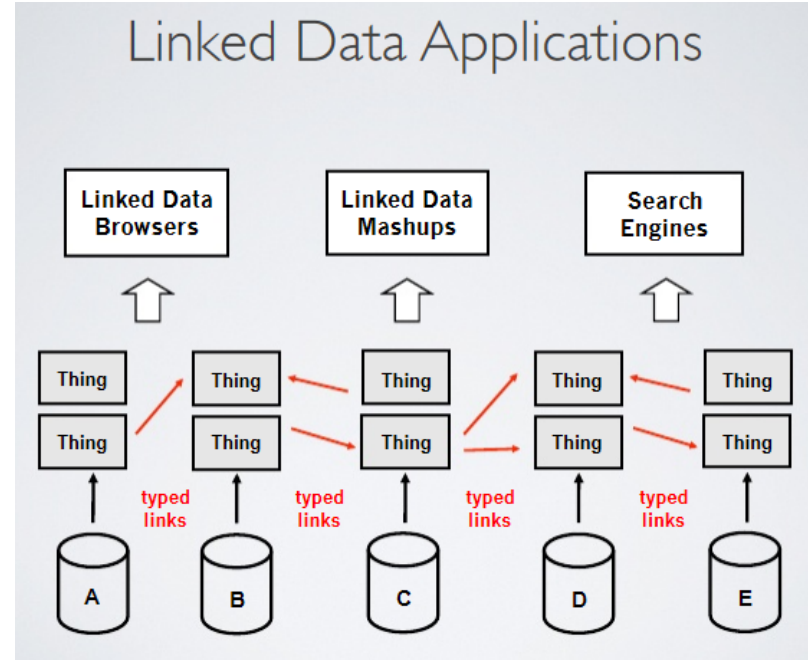 Linked Data Applications
Linked Data
Browsers
Linked Data
Mashups
Search
Engines
Thing
Thing
Thing
Thing
Thing
Thing
Thing
Thing
Thing
Thing
typed
links
typed
links
typed
links
typed
links
A
B
C
D
E